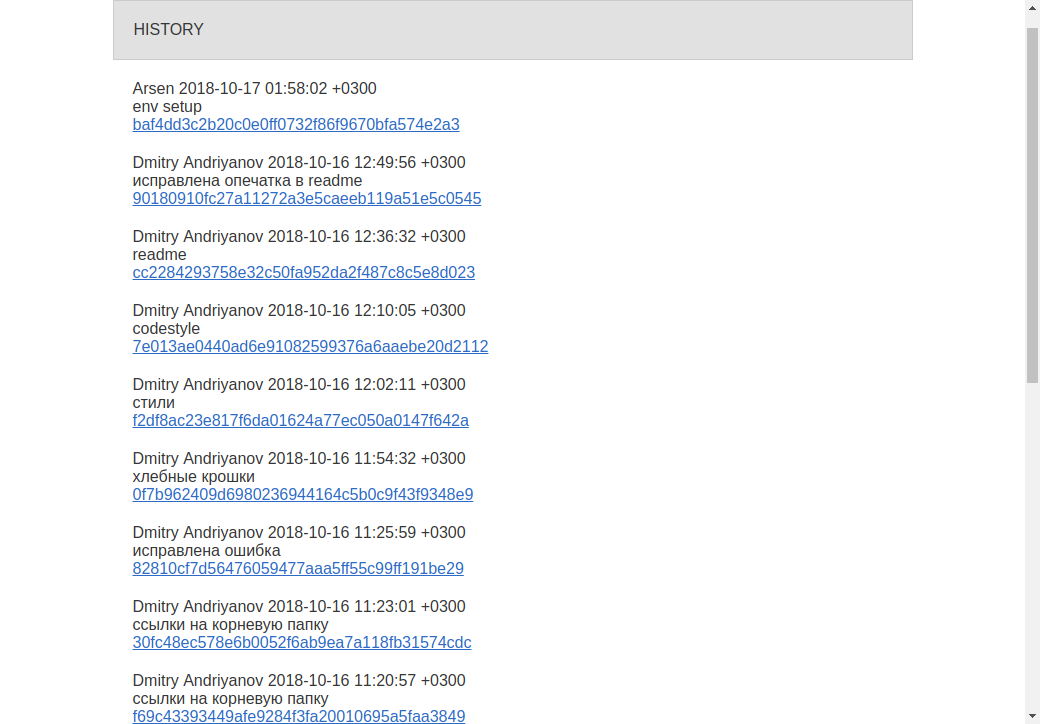 HISTORY
Arsen 2018-10-17 01:58:02 +0300
env setup
baf4dd3c2b20c0e0ff0732f86f9670bfa574e2a3
Dmitry Andriyanov 2018-10-16 12:49:56 +0300
исправлена опечатка в readme
90180910fc27a11272a3e5caeeb119a51e5c0545
Dmitry Andriyanov 2018-10-16 12:36:32 +0300
readme
cc2284293758e32c50fa952da2f487c8c5e8d023
Dmitry Andriyanov 2018-10-16 12:10:05 +0300
codestyle
7e013ae0440ad6e91082599376a6aaebe20d2112
Dmitry Andriyanov 2018-10-16 12:02:11 +0300
стили
f2df8ac23e817f6da01624a77ec050a0147f642a
Dmitry Andriyanov 2018-10-16 11:54:32 +0300
хлебные крошки
0f7b962409d6980236944164c5b0c9f43f9348e9
Dmitry Andriyanov 2018-10-16 11:25:59 +0300
исправлена ошибка
82810cf7d56476059477aaa5ff55c99ff191be29
Dmitry Andriyanov 2018-10-16 11:23:01 +0300
ссылки на корневую папку
30fc48ec578e6b0052f6ab9ea7a118fb31574cdc
Dmitry Andriyanov 2018-10-16 11:20:57 +0300
ссылки на корневую папку
f69c43393449afe9284f3fa20010695a5faa3849